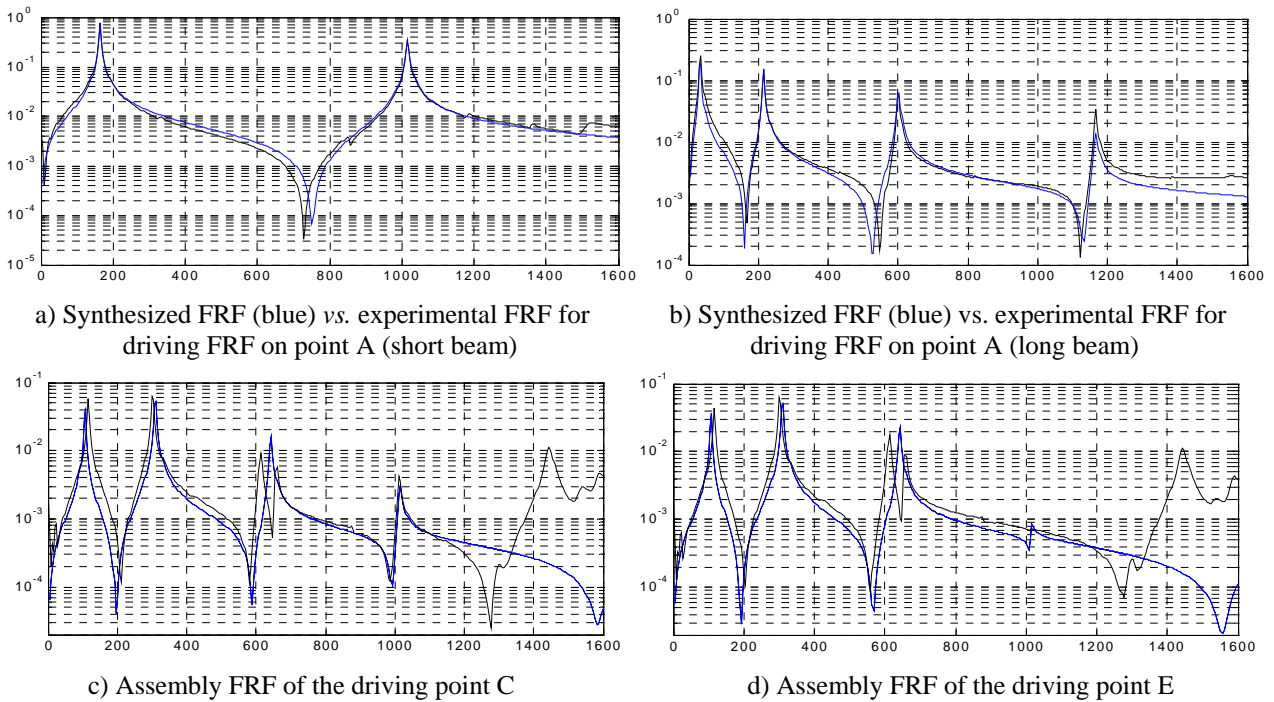 10^0
10^-1
10^-2
10^-3
10^-4
10^-5
0 200 400 600 800 1000 1200 1400 1600
10^0
10^-1
10^-2
10^-3
10^-4
0 200 400 600 800 1000 1200 1400 1600
a) Synthesized FRF (blue) vs. experimental FRF for
driving FRF on point A (short beam)
b) Synthesized FRF (blue) vs. experimental FRF for
driving FRF on point A (long beam)
10^-1
10^-2
10^-3
10^-4
0 200 400 600 800 1000 1200 1400 1600
10^-1
10^-2
10^-3
10^-4
0 200 400 600 800 1000 1200 1400 1600
c) Assembly FRF of the driving point C
d) Assembly FRF of the driving point E